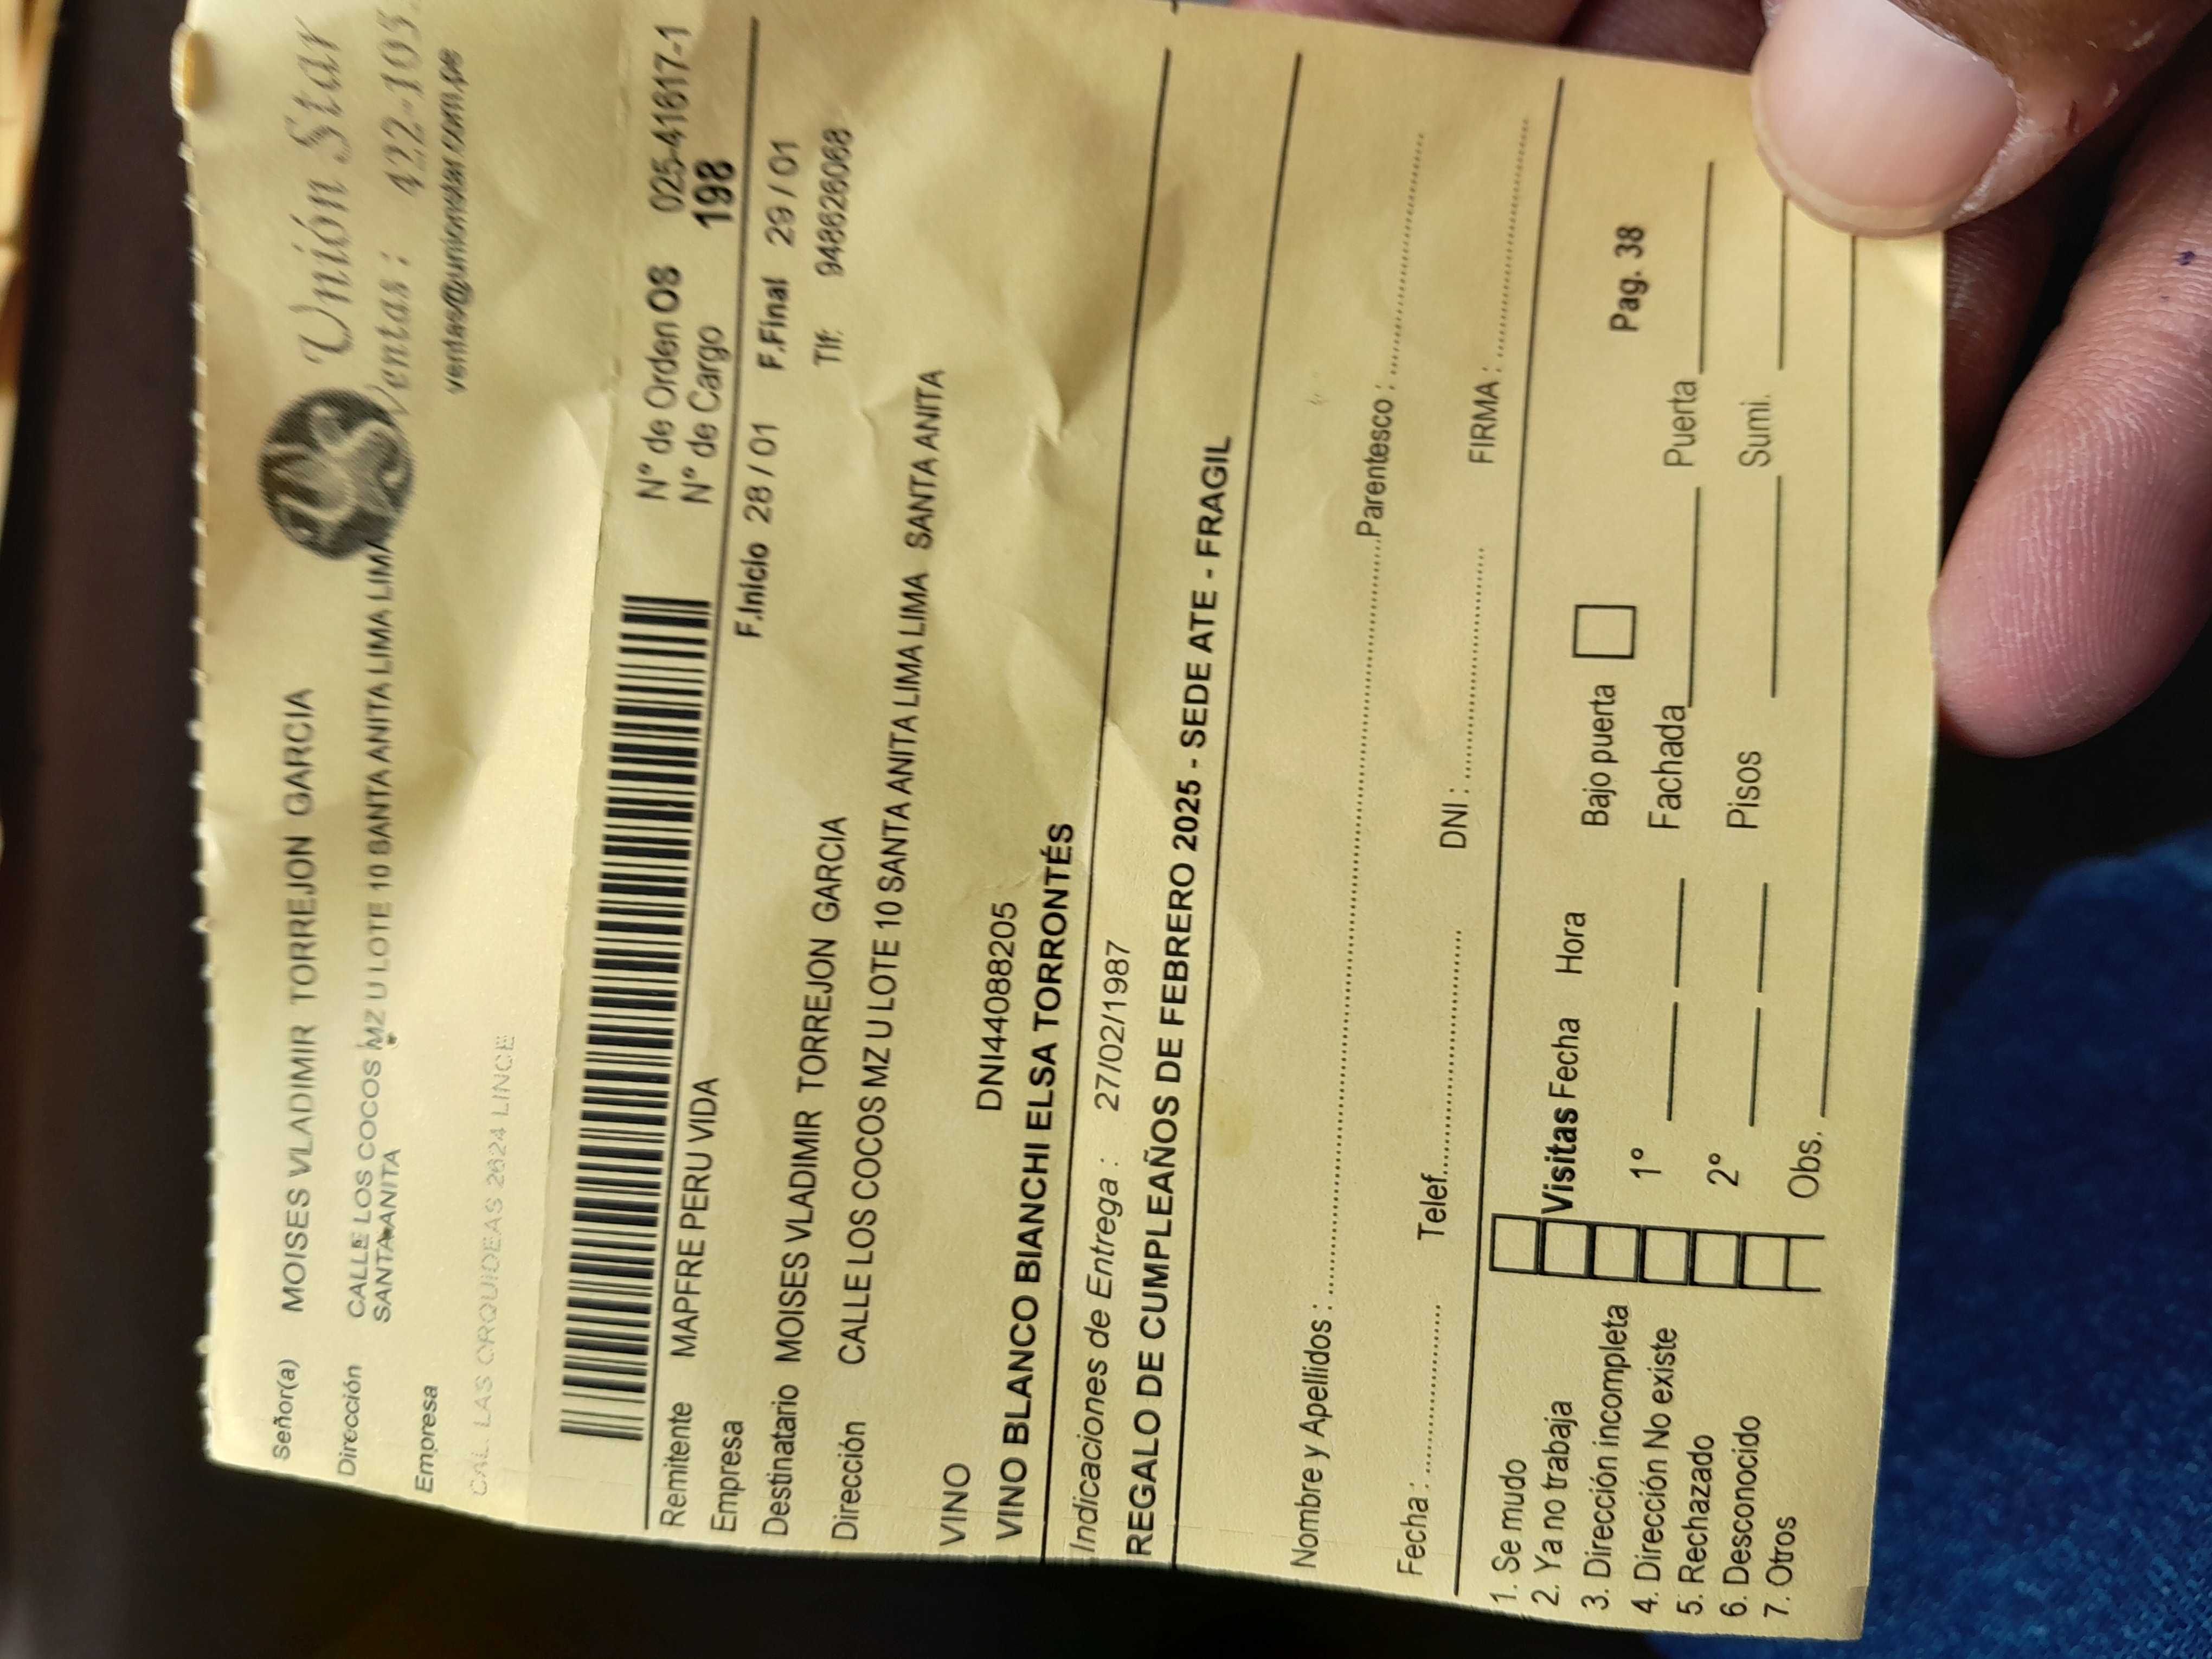 Señor(a) MOISES VLADIMIR TORREJON GARCIA
Unión Star
Dirección CALLE LOS COCOS MZ U LOTE 10 SANTA ANITA LIMA LIMA
SANTA ANITA
Ventas : 422-103
Empresa
ventas@unionstar.com.pe
CAL. LAS ORQUIDEAS 2624 LINCE
N° de Orden OS 025-41617-1
N° de Cargo 198
Remitente MAPFRE PERU VIDA
Empresa
F.Inicio 28 / 01 F.Final 29 / 01
Destinatario MOISES VLADIMIR TORREJON GARCIA
Tlf: 948626068
Dirección CALLE LOS COCOS MZ U LOTE 10 SANTA ANITA LIMA LIMA SANTA ANITA
VINO DNI44088205
VINO BLANCO BIANCHI ELSA TORRONTÉS
Indicaciones de Entrega : 27/02/1987
REGALO DE CUMPLEAÑOS DE FEBRERO 2025 - SEDE ATE - FRAGIL
Nombre y Apellidos : Parentesco :
Fecha : Telef. DNI : FIRMA :
1. Se mudo
2. Ya no trabaja
3. Dirección incompleta
4. Dirección No existe
5. Rechazado
6. Desconocido
7. Otros
Visitas Fecha Hora Bajo puerta Pag. 38
1° Fachada Puerta
2° Pisos Sumi.
Obs.